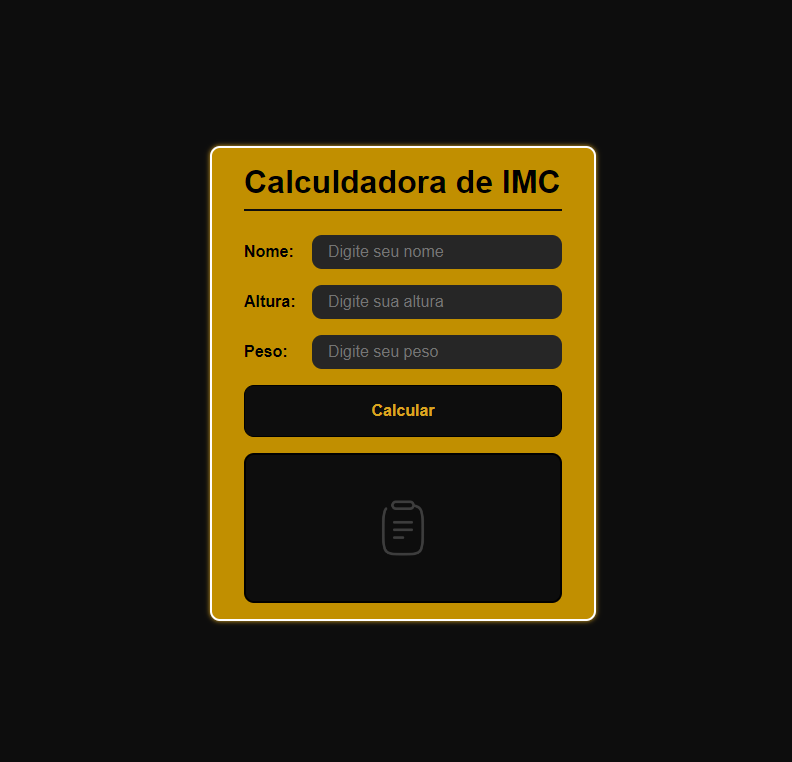 Calculdadora de IMC
Nome: Digite seu nome
Altura: Digite sua altura
Peso: Digite seu peso
Calcular